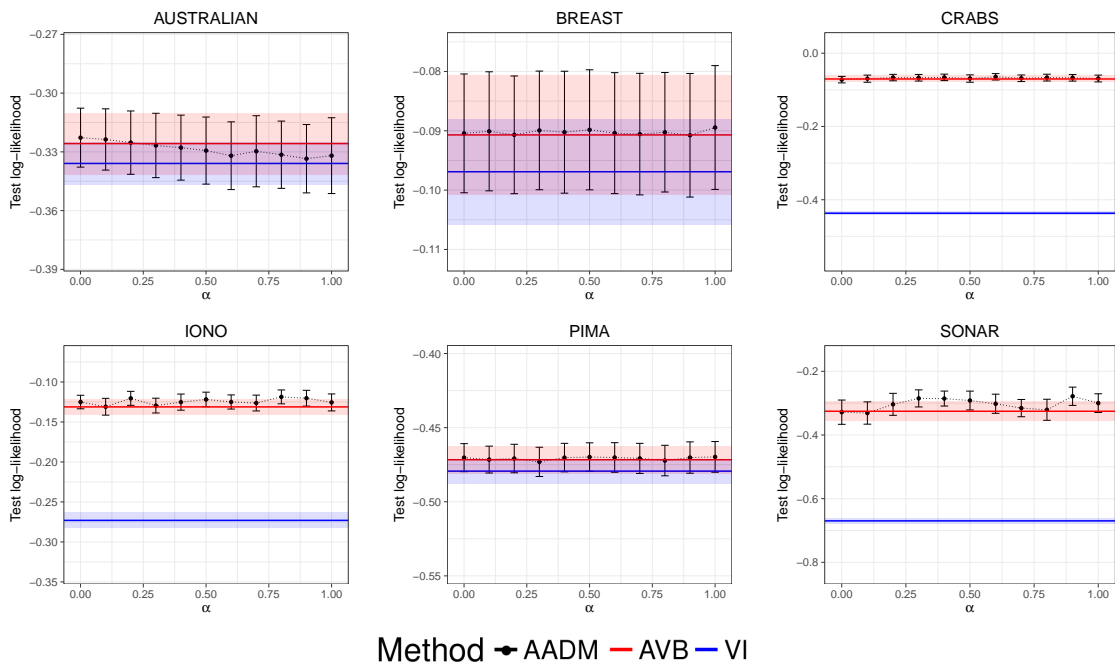 AUSTRALIAN
Test log−likelihood
−0.27
−0.30
−0.33
−0.36
−0.39
0.00 0.25 0.50 0.75 1.00
α
BREAST
Test log−likelihood
−0.08
−0.09
−0.10
−0.11
0.00 0.25 0.50 0.75 1.00
α
CRABS
Test log−likelihood
0.0
−0.2
−0.4
0.00 0.25 0.50 0.75 1.00
α
IONO
Test log−likelihood
−0.10
−0.15
−0.20
−0.25
−0.30
−0.35
0.00 0.25 0.50 0.75 1.00
α
PIMA
Test log−likelihood
−0.40
−0.45
−0.50
−0.55
0.00 0.25 0.50 0.75 1.00
α
SONAR
Test log−likelihood
−0.2
−0.4
−0.6
−0.8
0.00 0.25 0.50 0.75 1.00
α
Method AADM AVB VI